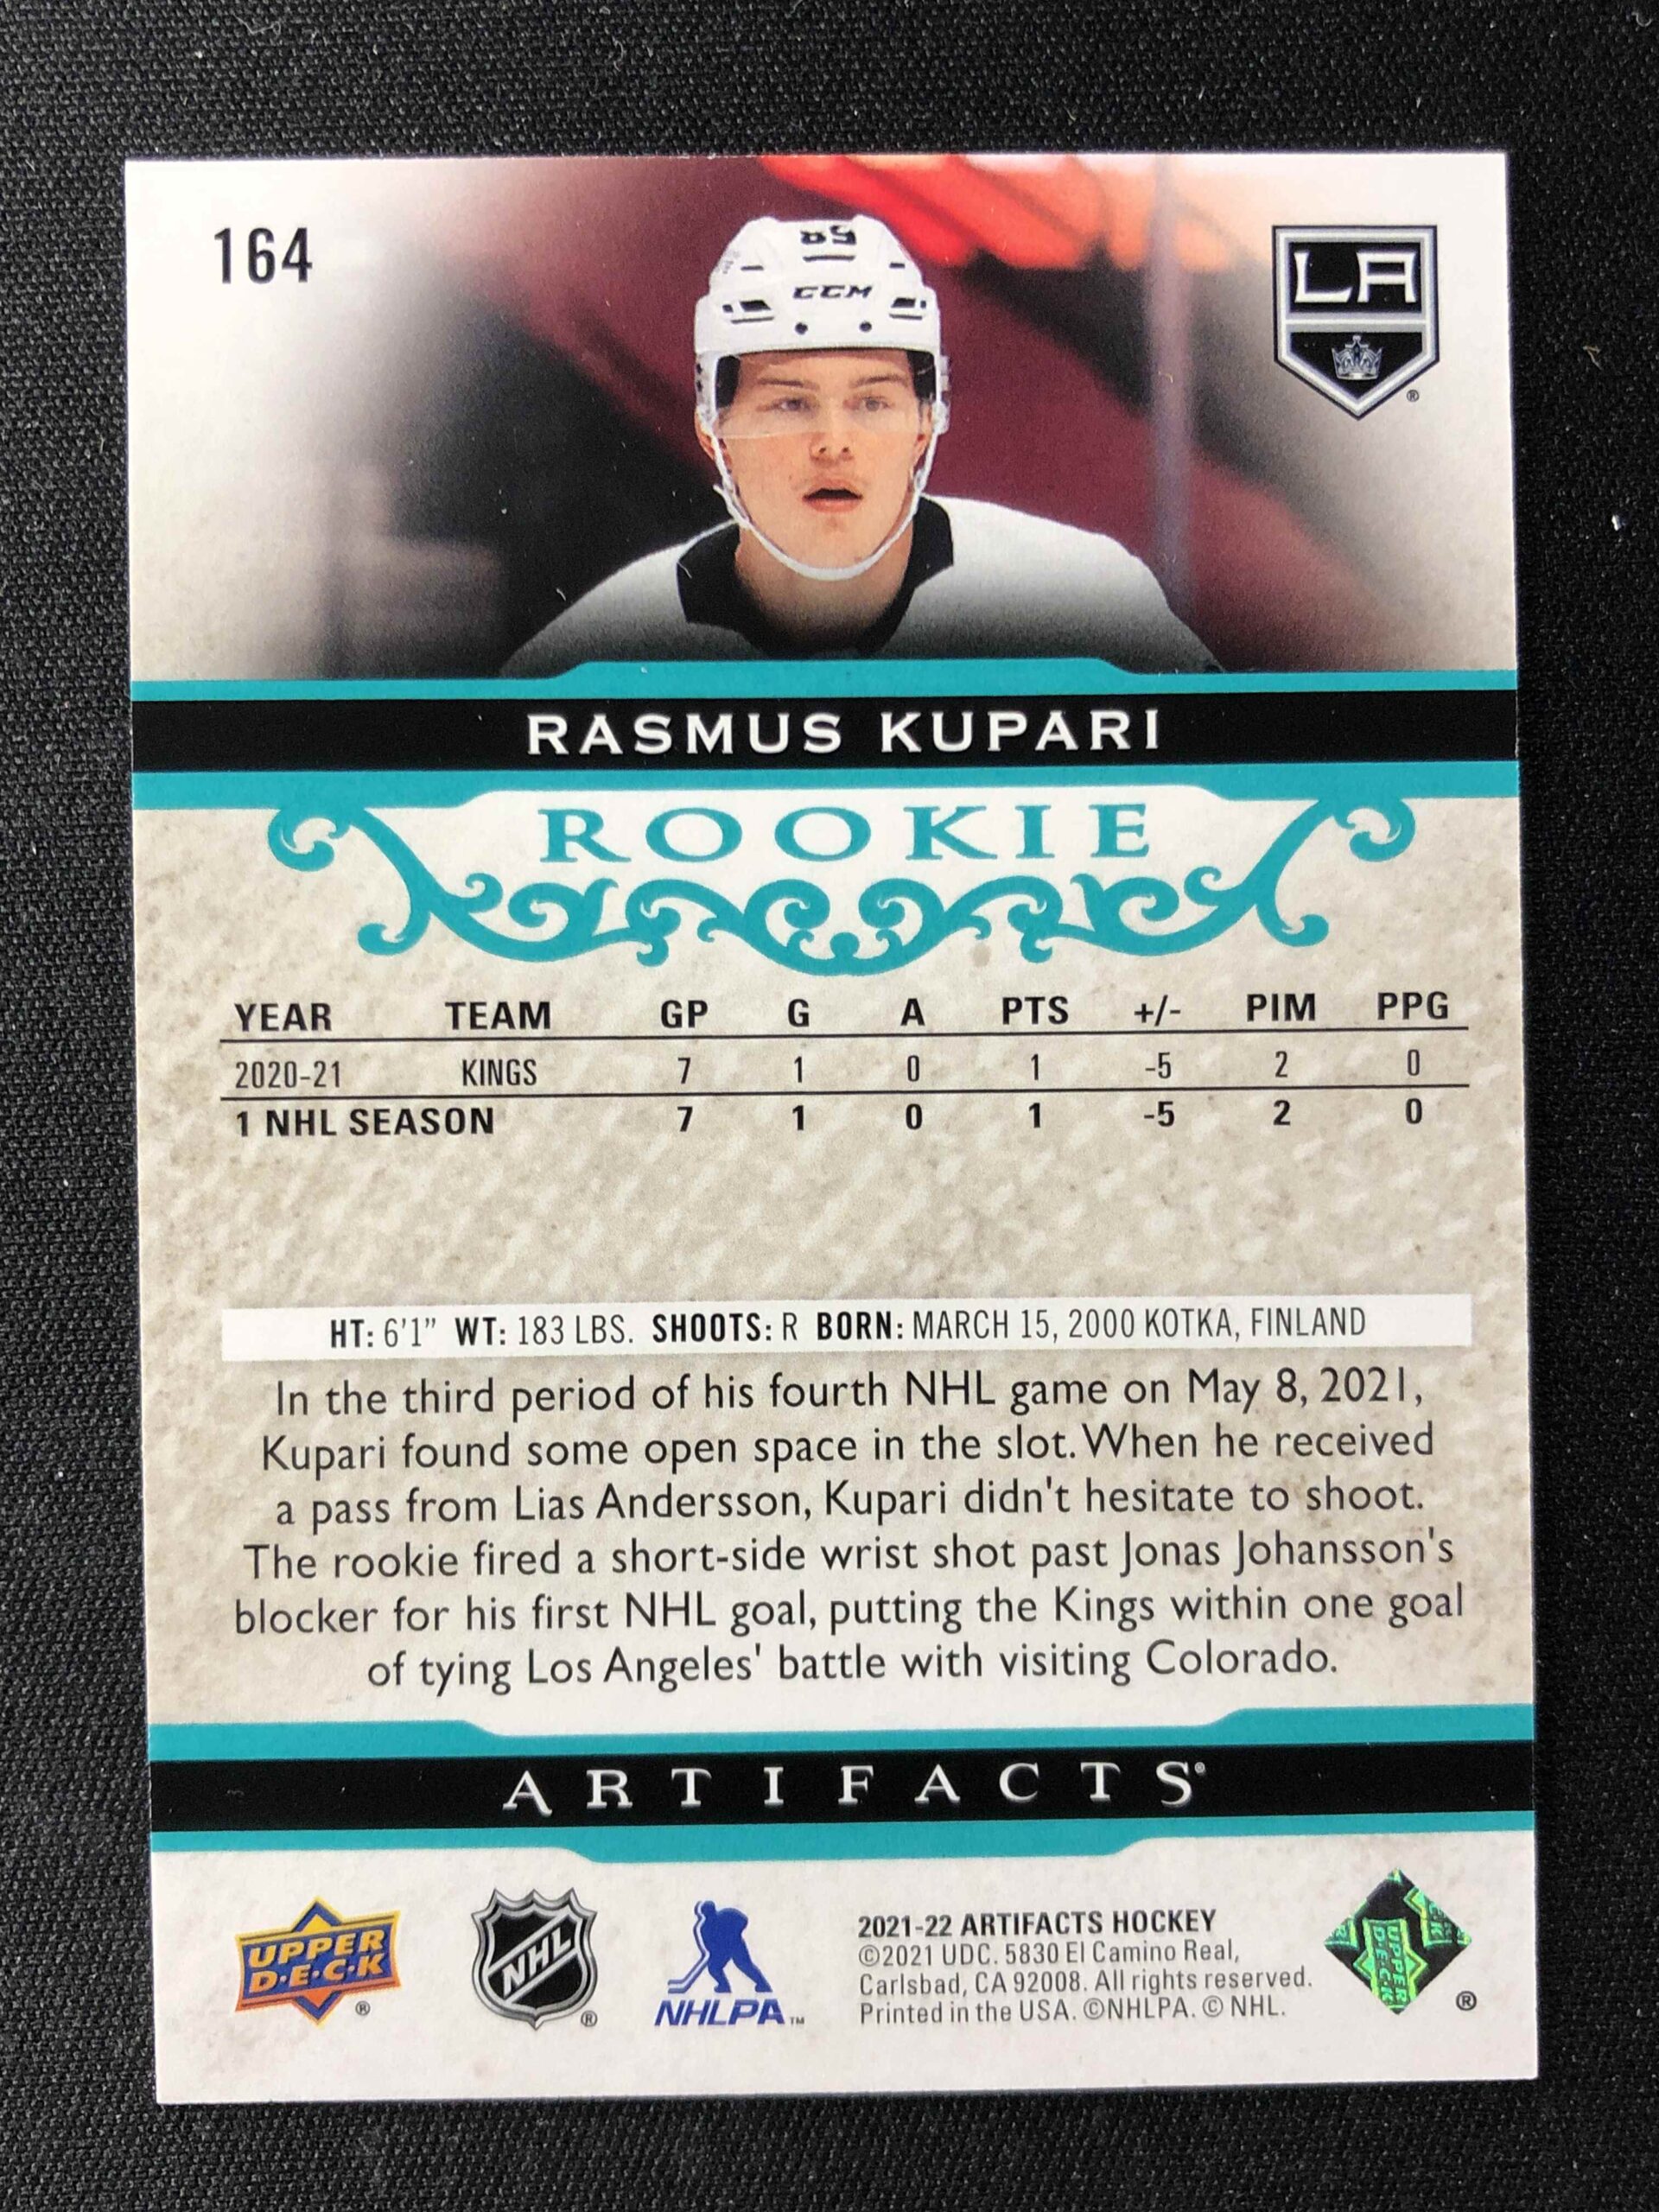 164
89
CCM
LA
®
RASMUS KUPARI
ROOKIE
YEAR TEAM GP G A PTS +/- PIM PPG
2020-21 KINGS 7 1 0 1 -5 2 0
1 NHL SEASON 7 1 0 1 -5 2 0
HT: 6'1" WT: 183 LBS. SHOOTS: R BORN: MARCH 15, 2000 KOTKA, FINLAND
In the third period of his fourth NHL game on May 8, 2021,
Kupari found some open space in the slot. When he received
a pass from Lias Andersson, Kupari didn't hesitate to shoot.
The rookie fired a short-side wrist shot past Jonas Johansson's
blocker for his first NHL goal, putting the Kings within one goal
of tying Los Angeles' battle with visiting Colorado.
ARTIFACTS®
UPPER
D·E·C·K
®
NHL
®
NHLPA™
2021-22 ARTIFACTS HOCKEY
©2021 UDC. 5830 El Camino Real,
Carlsbad, CA 92008. All rights reserved.
Printed in the USA. ©NHLPA. © NHL.
UPPER
D·E·C·K
®